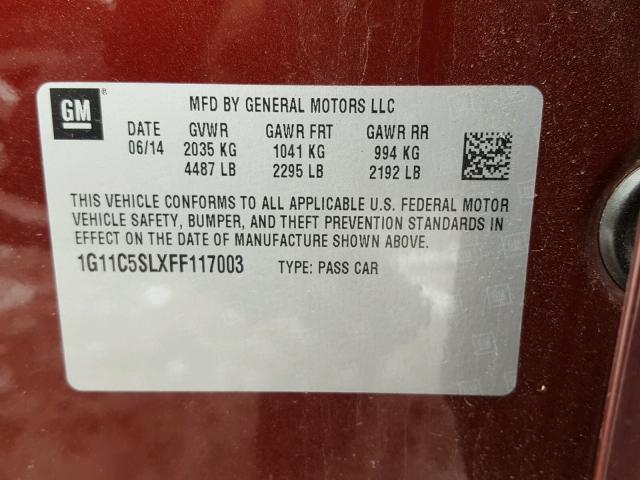 GM ®
MFD BY GENERAL MOTORS LLC
DATE GVWR GAWR FRT GAWR RR
06/14 2035 KG 1041 KG 994 KG
4487 LB 2295 LB 2192 LB
THIS VEHICLE CONFORMS TO ALL APPLICABLE U.S. FEDERAL MOTOR
VEHICLE SAFETY, BUMPER, AND THEFT PREVENTION STANDARDS IN
EFFECT ON THE DATE OF MANUFACTURE SHOWN ABOVE.
1G11C5SLXFF117003 TYPE: PASS CAR